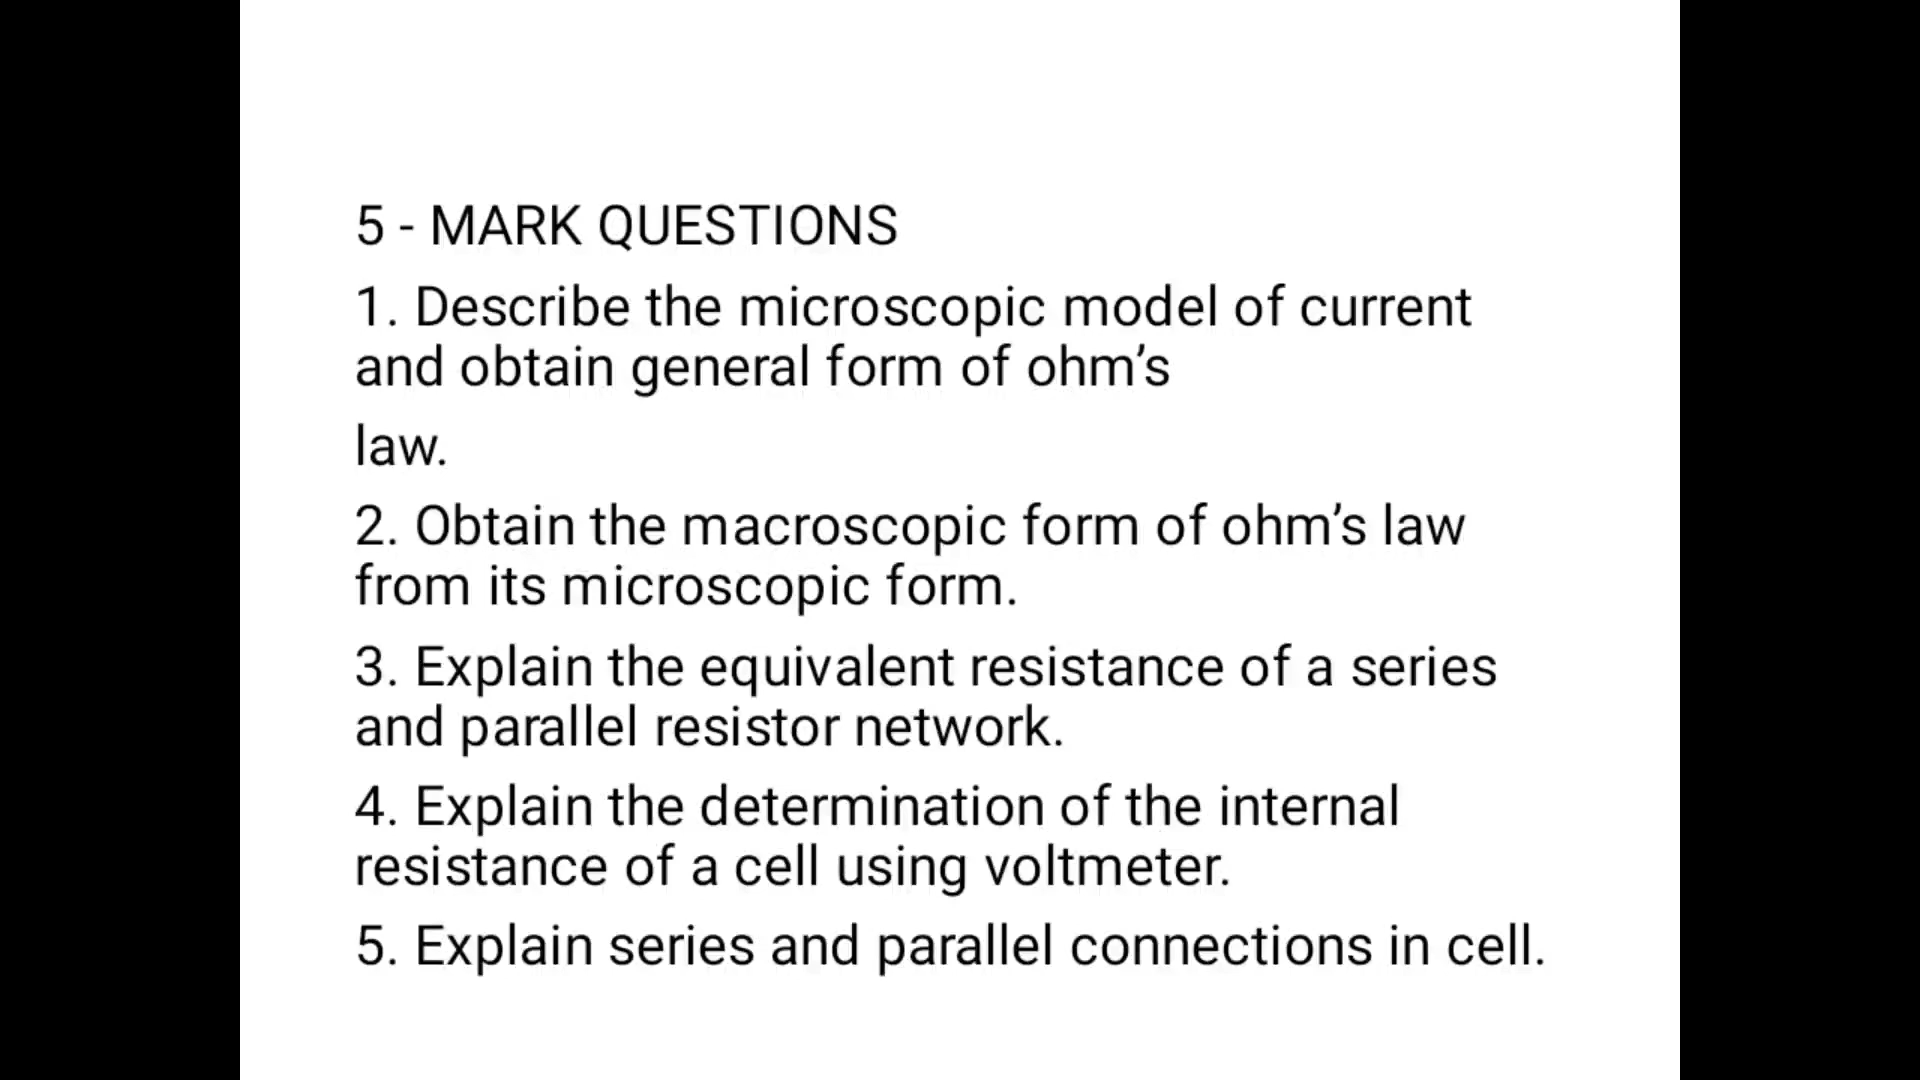 5 - MARK QUESTIONS
1. Describe the microscopic model of current
and obtain general form of ohm’s
law.
2. Obtain the macroscopic form of ohm’s law
from its microscopic form.
3. Explain the equivalent resistance of a series
and parallel resistor network.
4. Explain the determination of the internal
resistance of a cell using voltmeter.
5. Explain series and parallel connections in cell.